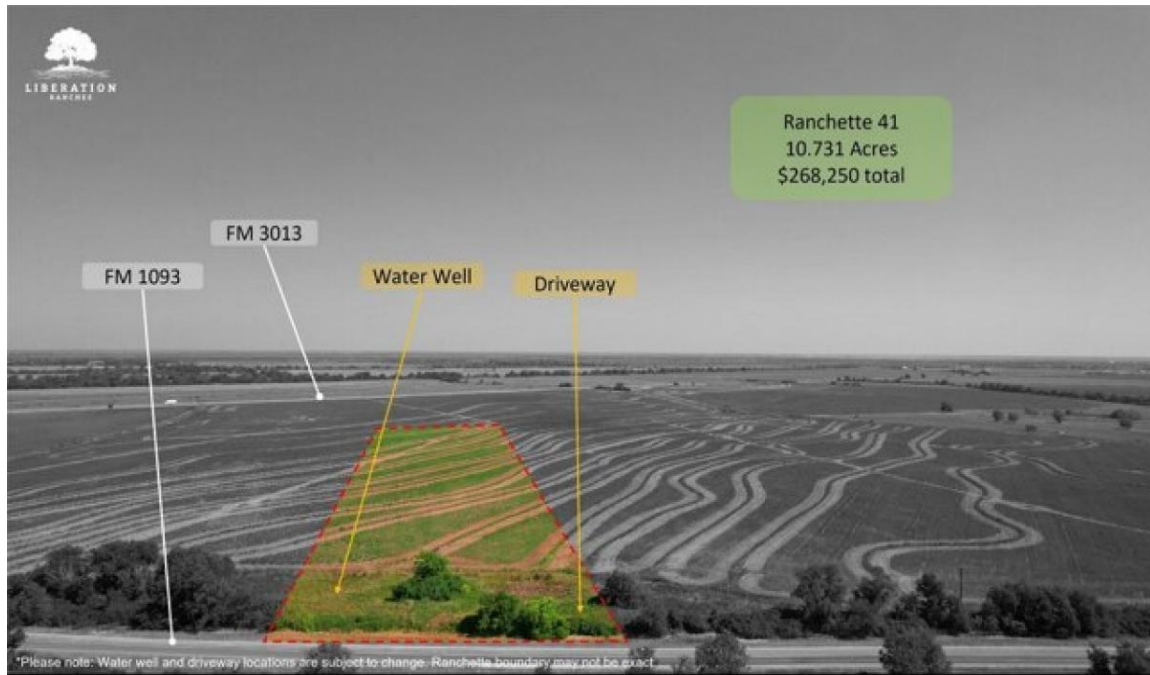 LIBERATION
RANCHES
Ranchette 41
10.731 Acres
$268,250 total
FM 3013
FM 1093
Water Well
Driveway
*Please note: Water well and driveway locations are subject to change. Ranchette boundary may not be exact